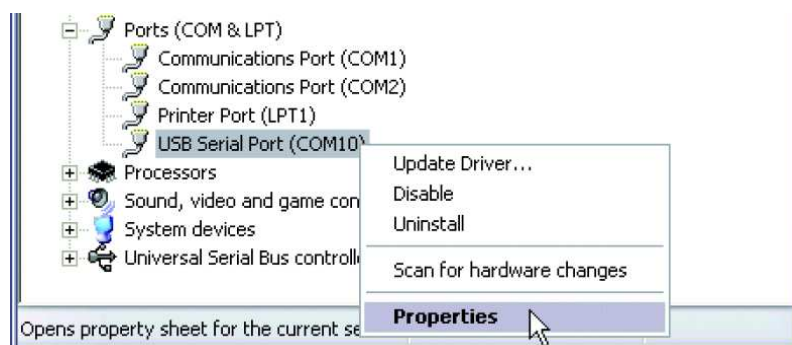 Ports (COM & LPT)
Communications Port (COM1)
Communications Port (COM2)
Printer Port (LPT1)
USB Serial Port (COM10)
Processors
Sound, video and game con
System devices
Universal Serial Bus controll
Update Driver...
Disable
Uninstall
Scan for hardware changes
Properties
Opens property sheet for the current se